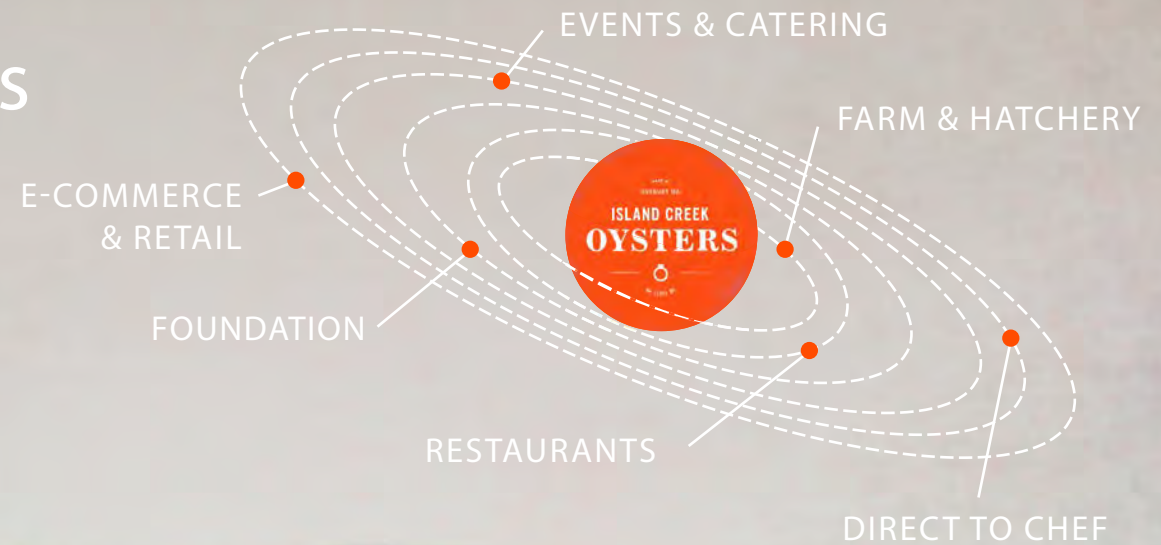 S
EVENTS & CATERING
FARM & HATCHERY
E-COMMERCE
& RETAIL
ISLAND CREEK
OYSTERS
FOUNDATION
RESTAURANTS
DIRECT TO CHEF